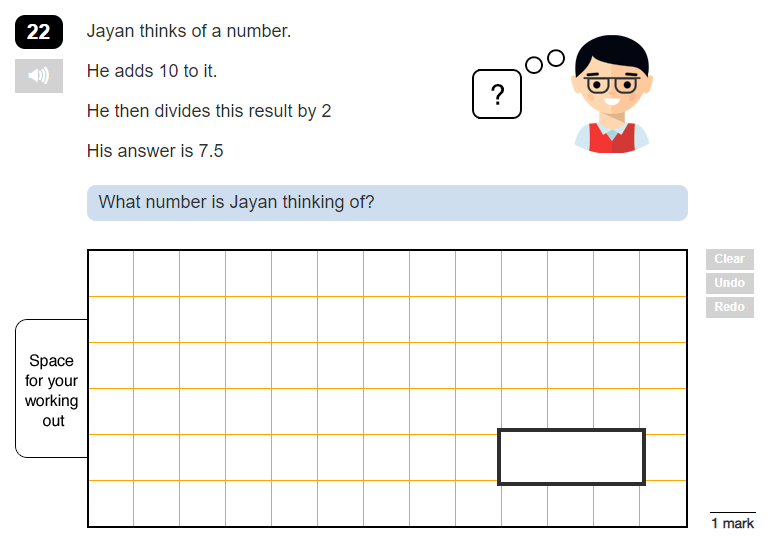 22
Jayan thinks of a number.
He adds 10 to it.
He then divides this result by 2
His answer is 7.5
?
What number is Jayan thinking of?
Clear
Undo
Redo
Space
for your
working
out
1 mark